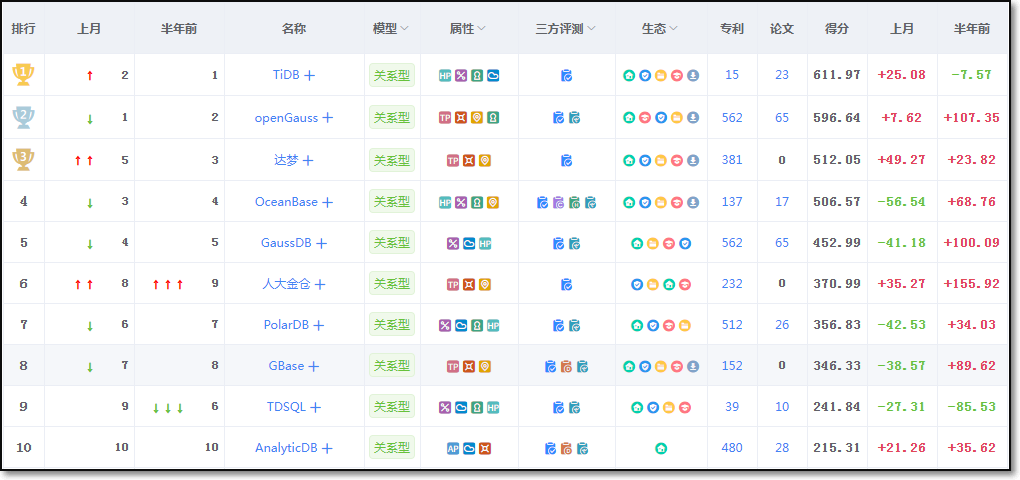 排行 上月 半年前 名称 模型 属性 三方评测 生态 专利 论文 得分 上月 半年前
1 ↑ 2 1 TiDB + 关系型 HP 15 23 611.97 +25.08 -7.57
2 ↓ 1 2 openGauss + 关系型 TP 562 65 596.64 +7.62 +107.35
3 ↑↑ 5 3 达梦 + 关系型 TP 381 0 512.05 +49.27 +23.82
4 ↓ 3 4 OceanBase + 关系型 HP 137 17 506.57 -56.54 +68.76
5 ↓ 4 5 GaussDB + 关系型 HP 562 65 452.99 -41.18 +100.09
6 ↑↑ 8 ↑↑↑ 9 人大金仓 + 关系型 TP 232 0 370.99 +35.27 +155.92
7 ↓ 6 7 PolarDB + 关系型 HP 512 26 356.83 -42.53 +34.03
8 ↓ 7 8 GBase + 关系型 TP 152 0 346.33 -38.57 +89.62
9 9 ↓↓↓ 6 TDSQL + 关系型 HP 39 10 241.84 -27.31 -85.53
10 10 10 AnalyticDB + 关系型 AP 480 28 215.31 +21.26 +35.62